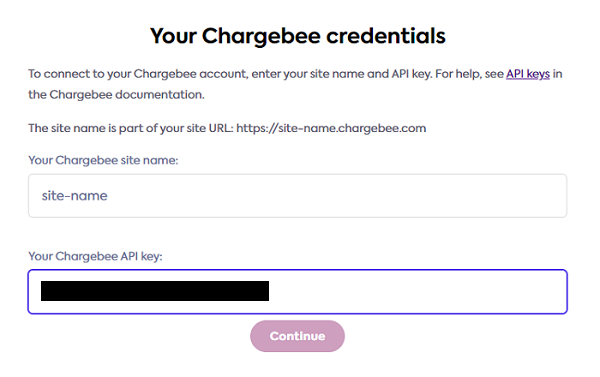 Your Chargebee credentials
To connect to your Chargebee account, enter your site name and API key. For help, see API keys in
the Chargebee documentation.
The site name is part of your site URL: https://site-name.chargebee.com
Your Chargebee site name:
site-name
Your Chargebee API key:
Continue